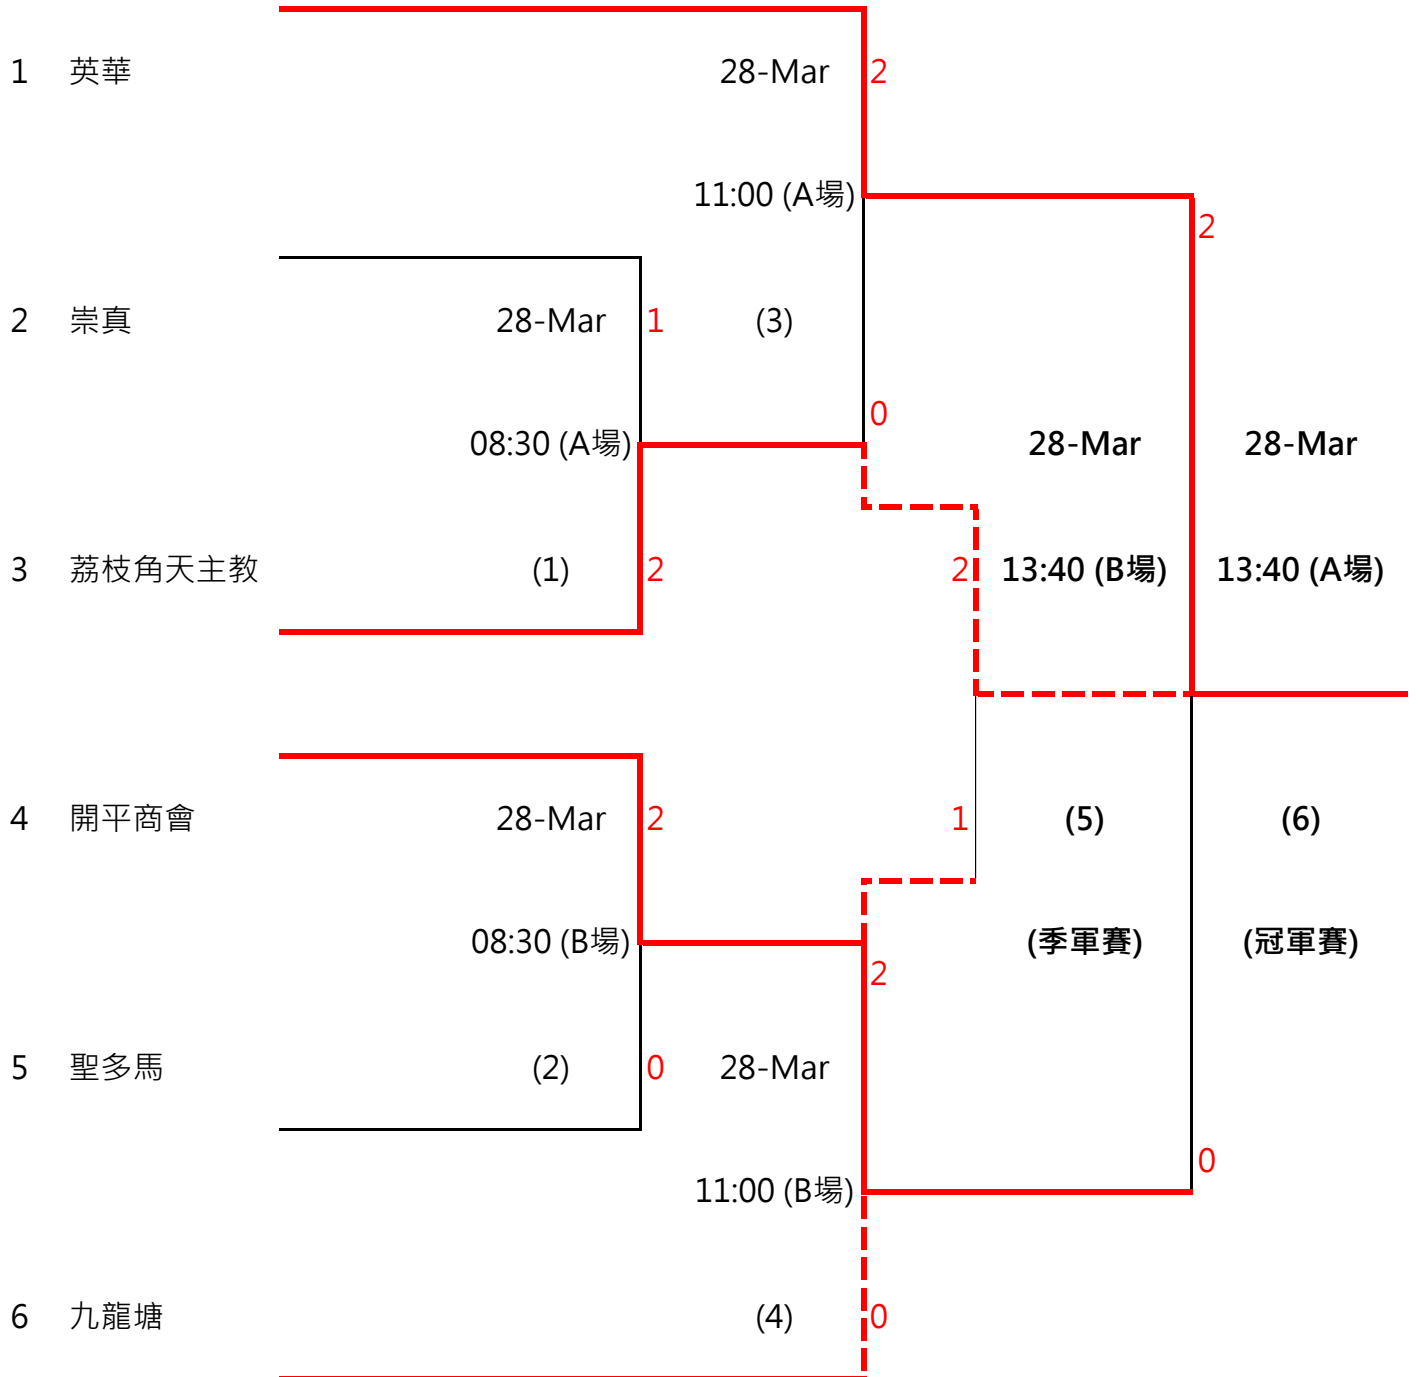 1 英華 28-Mar 2
11:00 (A場)
2
2 崇真 28-Mar 1 (3)
0
08:30 (A場) 28-Mar 28-Mar
3 荔枝角天主教 (1) 2 2 13:40 (B場) 13:40 (A場)
4 開平商會 28-Mar 2 1 (5) (6)
08:30 (B場) (季軍賽) (冠軍賽)
2
5 聖多馬 (2) 0 28-Mar
0
11:00 (B場)
6 九龍塘 (4) 0